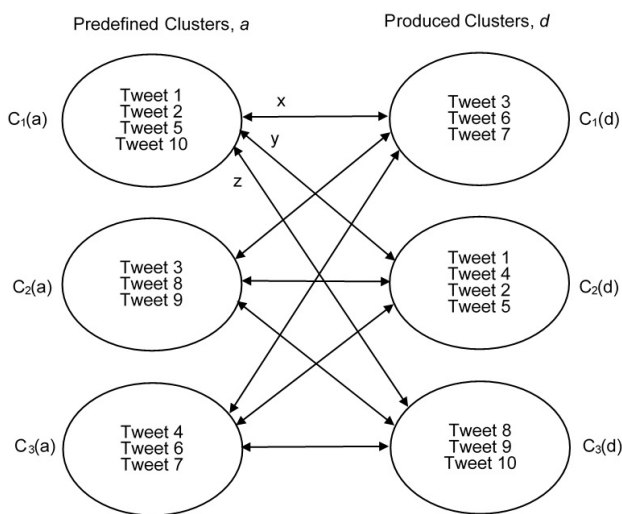 Predefined Clusters, a
Produced Clusters, d
C₁(a)
Tweet 1
Tweet 2
Tweet 5
Tweet 10
x
y
z
Tweet 3
Tweet 6
Tweet 7
C₁(d)
C₂(a)
Tweet 3
Tweet 8
Tweet 9
Tweet 1
Tweet 4
Tweet 2
Tweet 5
C₂(d)
C₃(a)
Tweet 4
Tweet 6
Tweet 7
Tweet 8
Tweet 9
Tweet 10
C₃(d)